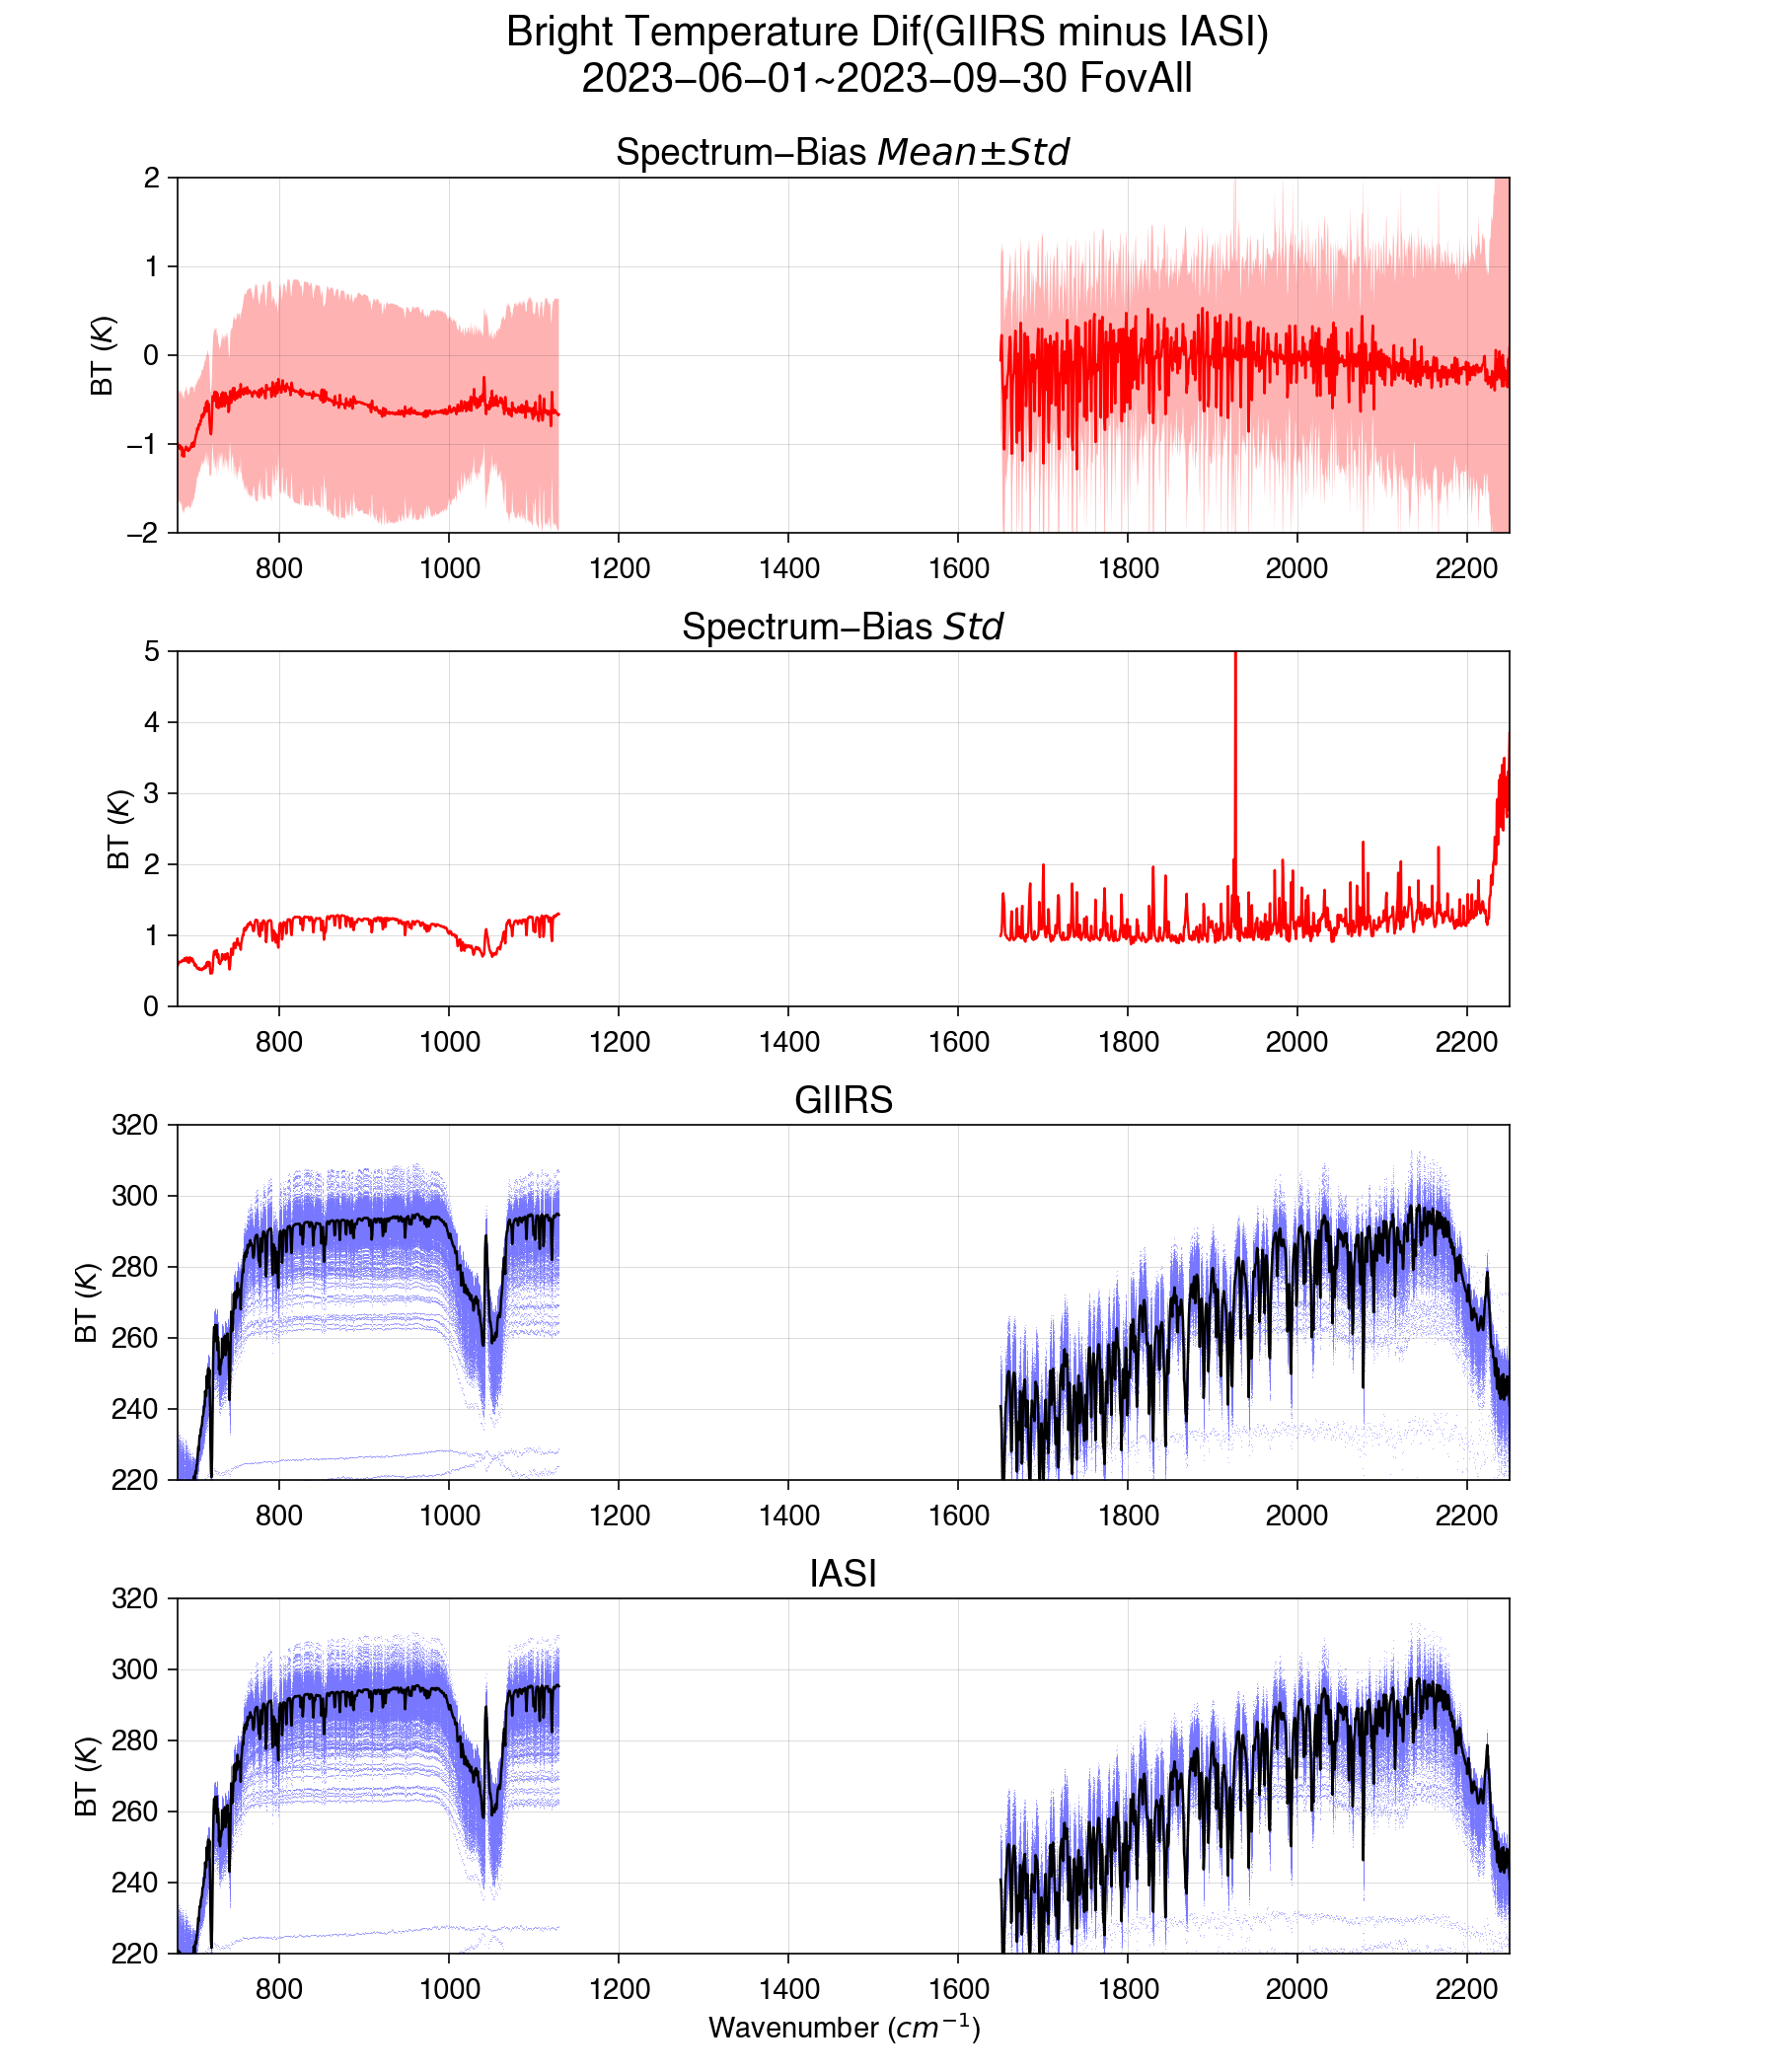 Bright Temperature Dif(GIIRS minus IASI)
2023−06−01~2023−09−30 FovAll
Spectrum−Bias Mean±Std
2
1
0
−1
−2
BT (K)
800 1000 1200 1400 1600 1800 2000 2200
Spectrum−Bias Std
5
4
3
2
1
0
BT (K)
800 1000 1200 1400 1600 1800 2000 2200
GIIRS
320
300
280
260
240
220
BT (K)
800 1000 1200 1400 1600 1800 2000 2200
IASI
320
300
280
260
240
220
BT (K)
800 1000 1200 1400 1600 1800 2000 2200
Wavenumber (cm⁻¹)